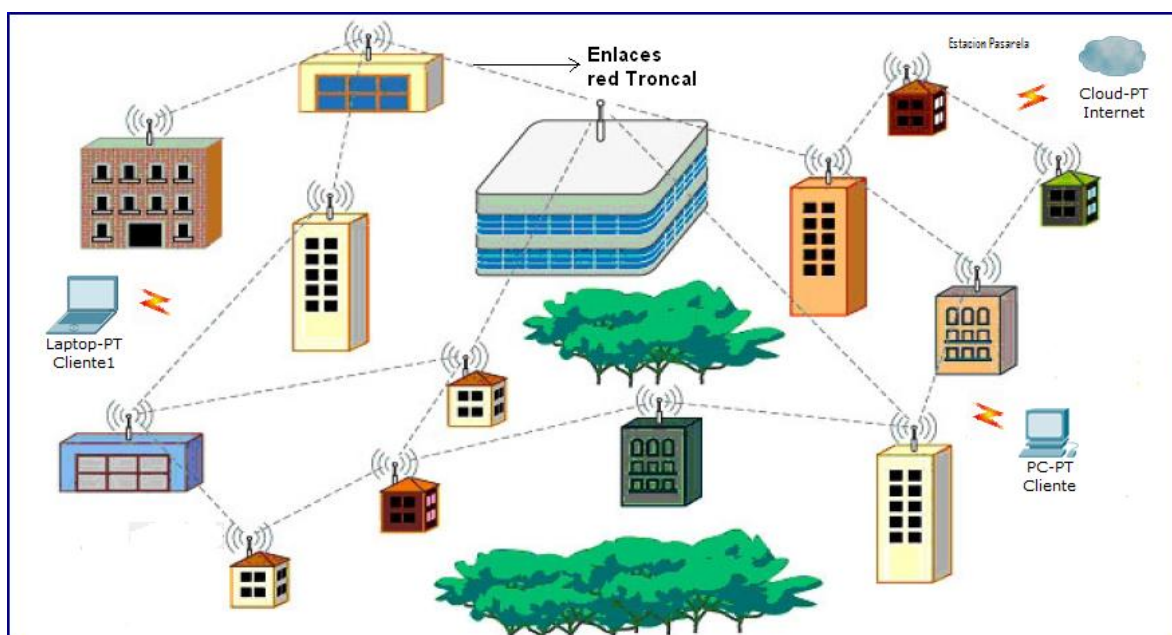 Enlaces
red Troncal
Estacion Pasarela
Cloud-PT
Internet
Laptop-PT
Cliente1
PC-PT
Cliente